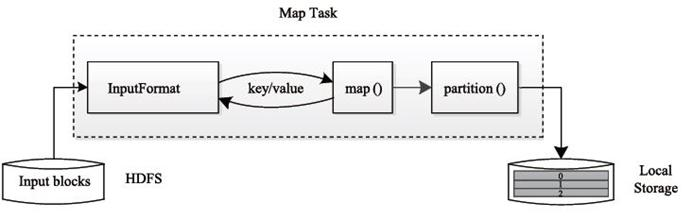 Map Task
InputFormat
key/value
map ()
partition ()
Input blocks
HDFS
0
1
2
Local
Storage